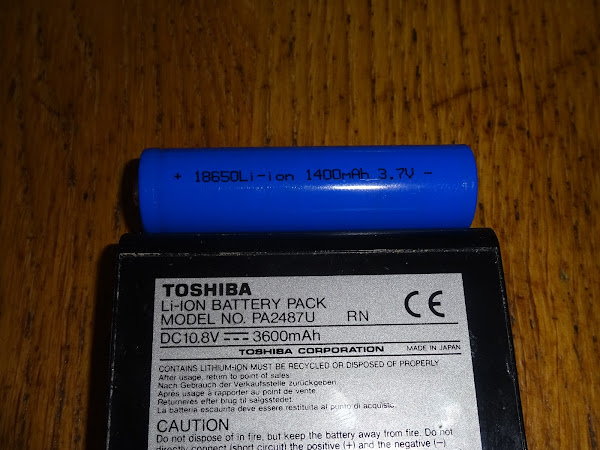 + 18650Li-ion 1400mAh 3.7V -
TOSHIBA
Li-ION BATTERY PACK
MODEL NO. PA2487U RN CE
DC10.8V ⎓ 3600mAh
TOSHIBA CORPORATION MADE IN JAPAN
CONTAINS LITHIUM-ION MUST BE RECYCLED OR DISPOSED OF PROPERLY
After usage, return to point of sales.
Nach Gebrauch der Verkaufsstelle zurückgeben
Apres usage à rapporter au point de vente.
Returneres efter brug til salgsstedet.
La batteria esaurita deve essere restituita al punto di acquisto.
CAUTION
Do not dispose of in fire, but keep the battery away from fire. Do not
directly connect (short circuit) the positive (+) and the negative (-)